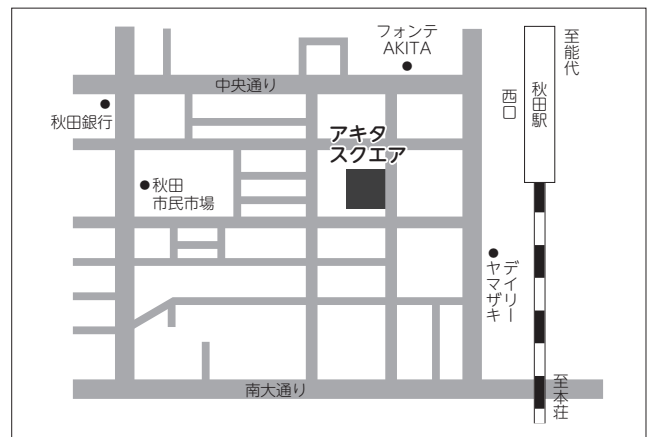 フォンテ
AKITA
至能代
中央通り
秋田駅
西口
秋田銀行
アキタ
スクエア
秋田
市民市場
デイリー
ヤマザキ
南大通り
至本荘